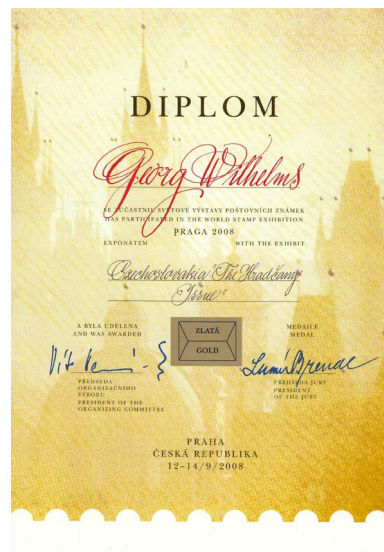 DIPLOM
Georg Wilhelms
SE ZÚČASTNIL SVĚTOVÉ VÝSTAVY POŠTOVNÍCH ZNÁMEK
HAS PARTICIPATED IN THE WORLD STAMP EXHIBITION
PRAGA 2008
EXPONÁTEM WITH THE EXHIBIT
Czechoslovakia "The Hradčany
Issue"
A BYLA UDĚLENA
AND WAS AWARDED
ZLATÁ
GOLD
MEDAILE
MEDAL
PŘEDSEDA
ORGANIZAČNÍHO
VÝBORU
PRESIDENT OF THE
ORGANIZING COMMITTEE
PŘEDSEDA JURY
PRESIDENT
OF THE JURY
PRAHA
ČESKÁ REPUBLIKA
12–14/9/2008